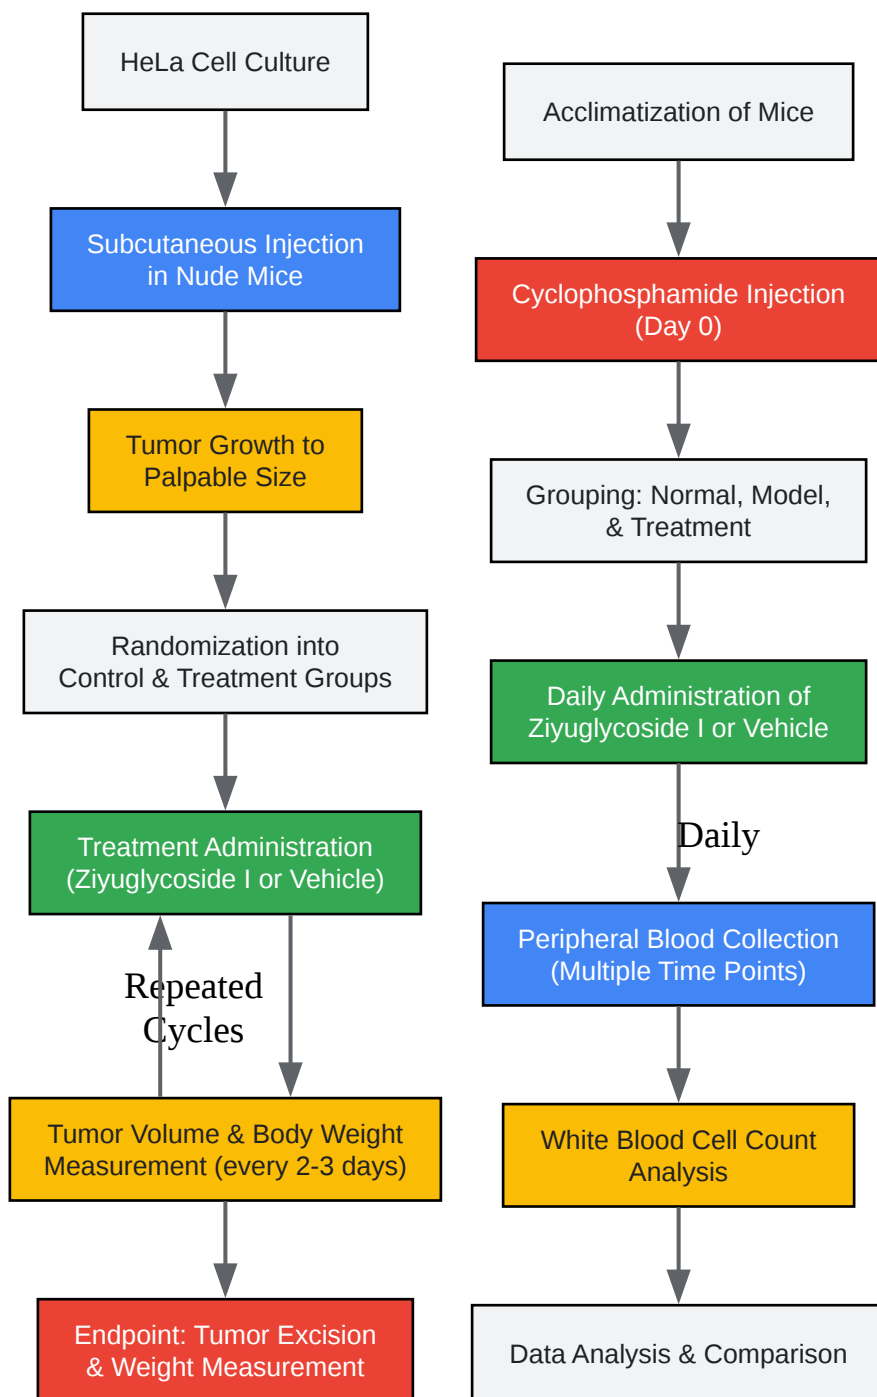 HeLa Cell Culture
Subcutaneous Injection
in Nude Mice
Tumor Growth to
Palpable Size
Randomization into
Control & Treatment Groups
Treatment Administration
(Ziyuglycoside I or Vehicle)
Repeated
Cycles
Tumor Volume & Body Weight
Measurement (every 2-3 days)
Endpoint: Tumor Excision
& Weight Measurement
Acclimatization of Mice
Cyclophosphamide Injection
(Day 0)
Grouping: Normal, Model,
& Treatment
Daily Administration of
Ziyuglycoside I or Vehicle
Daily
Peripheral Blood Collection
(Multiple Time Points)
White Blood Cell Count
Analysis
Data Analysis & Comparison